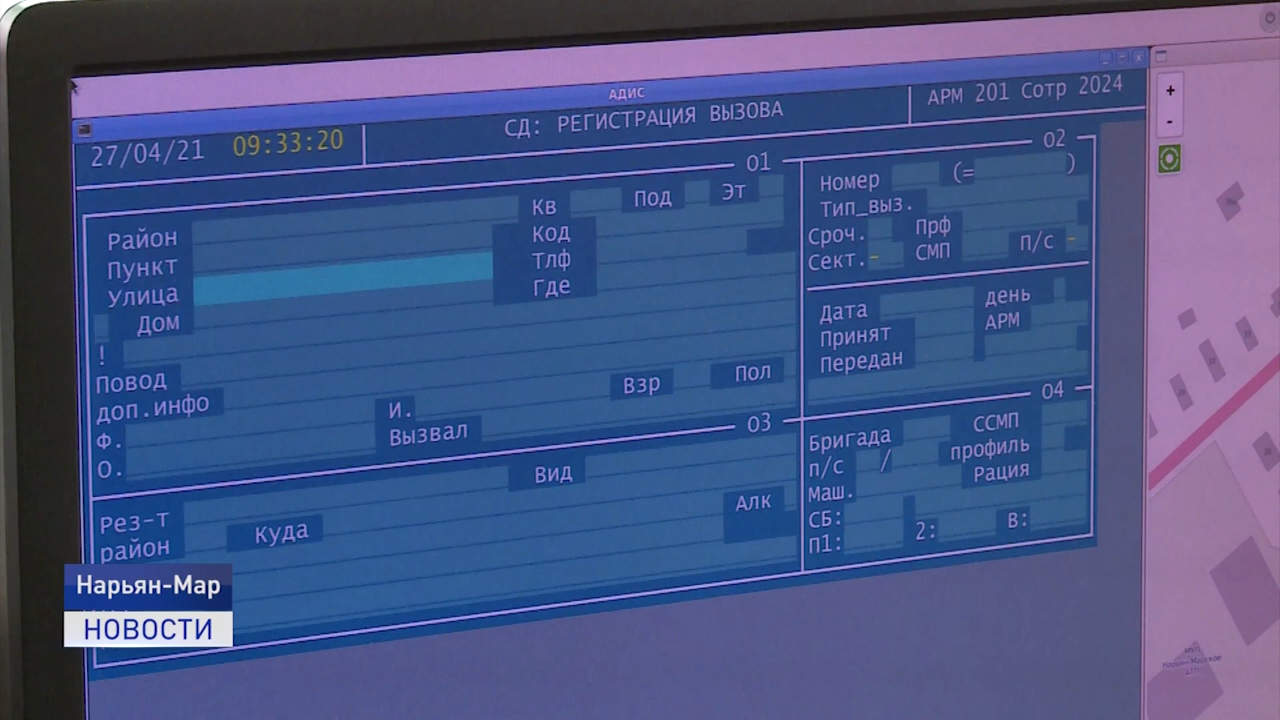 АДИС
27/04/21 09:33:20 СД: РЕГИСТРАЦИЯ ВЫЗОВА АРМ 201 Сотр 2024
01
Район Кв Под Эт
Пункт Код
Улица Тлф
Дом Где
!
Повод
доп.инфо Взр Пол
Ф. И.
О. Вызвал
02
Номер (= )
Тип_выз.
Сроч. Прф
Сект.- СМП п/с -
Дата день
Принят АРМ
Передан
03
Вид
Рез-т Алк
район Куда
04
Бригада ССМП
п/с / профиль
Маш. Рация
СБ:
П1: 2: В:
+
-
МУП
Нарьян-Марское
Нарьян-Мар
НОВОСТИ